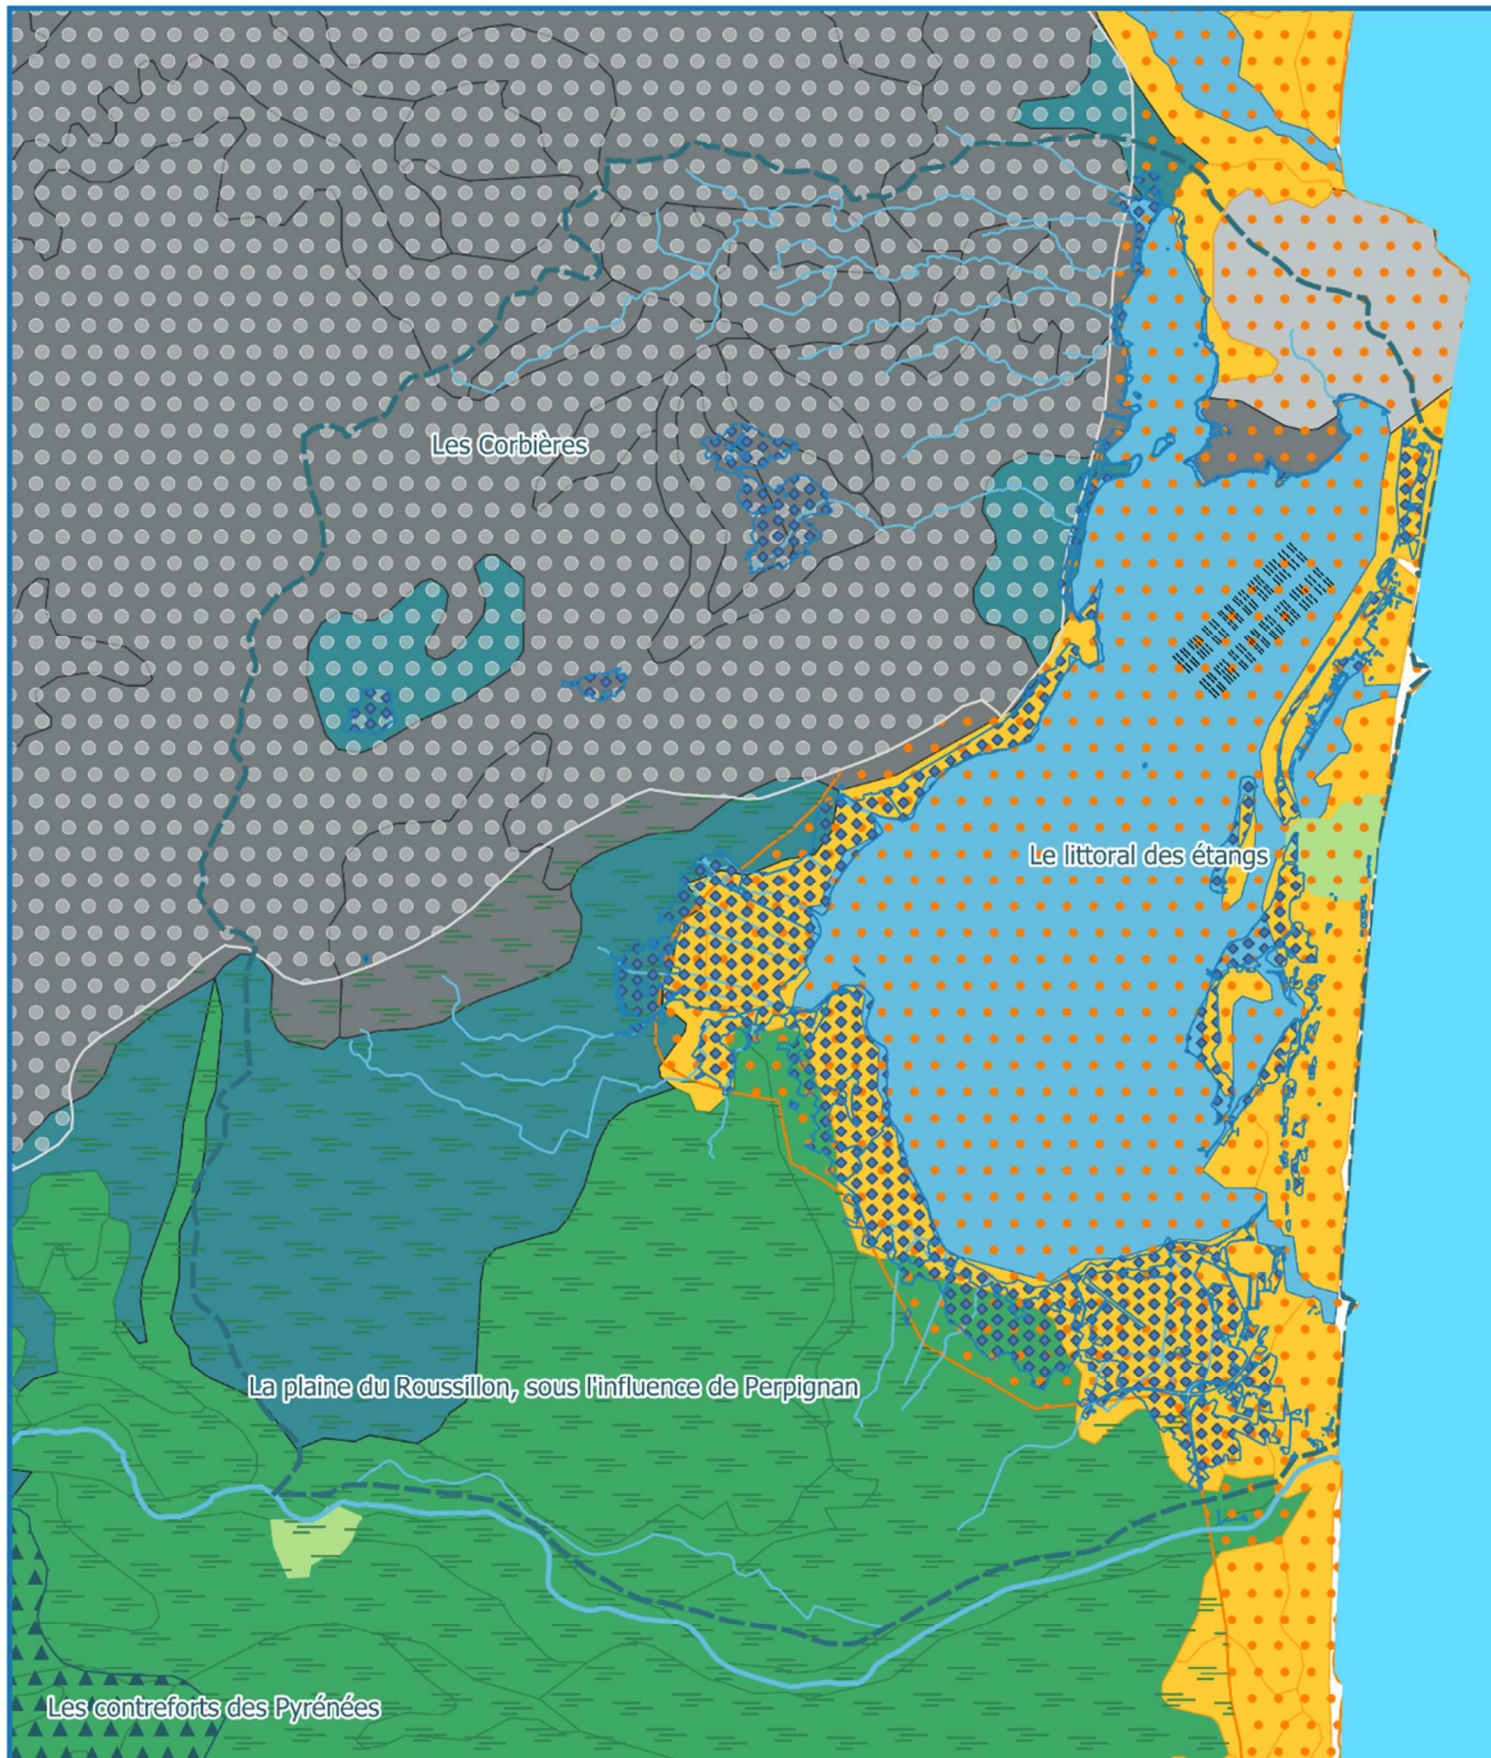 Les Corbières
Le littoral des étangs
La plaine du Roussillon, sous l'influence de Perpignan
Les contreforts des Pyrénées